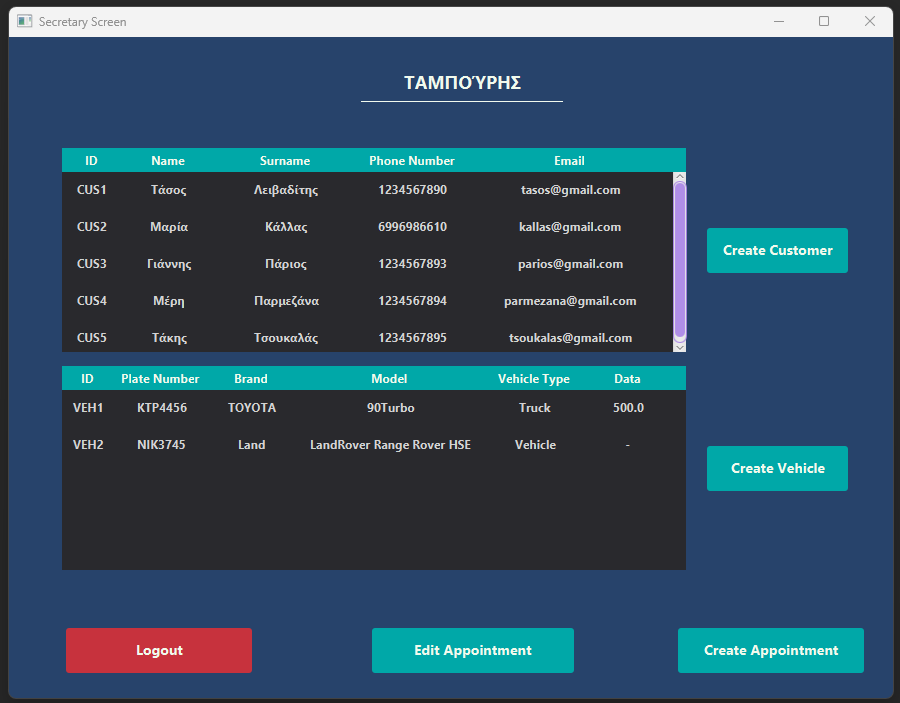 Secretary Screen
ΤΑΜΠΟΎΡΗΣ
ID Name Surname Phone Number Email
CUS1 Τάσος Λειβαδίτης 1234567890 tasos@gmail.com
CUS2 Μαρία Κάλλας 6996986610 kallas@gmail.com
CUS3 Γιάννης Πάριος 1234567893 parios@gmail.com
CUS4 Μέρη Παρμεζάνα 1234567894 parmezana@gmail.com
CUS5 Τάκης Τσουκαλάς 1234567895 tsoukalas@gmail.com
Create Customer
ID Plate Number Brand Model Vehicle Type Data
VEH1 KTP4456 TOYOTA 90Turbo Truck 500.0
VEH2 NIK3745 Land LandRover Range Rover HSE Vehicle -
Create Vehicle
Logout Edit Appointment Create Appointment